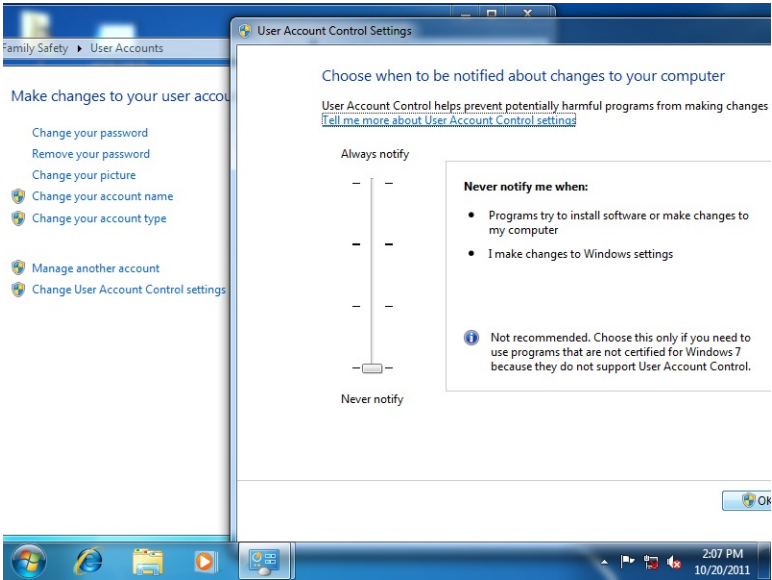 Family Safety ▸ User Accounts
Make changes to your user accou
Change your password
Remove your password
Change your picture
Change your account name
Change your account type
Manage another account
Change User Account Control settings
User Account Control Settings
Choose when to be notified about changes to your computer
User Account Control helps prevent potentially harmful programs from making changes
Tell me more about User Account Control settings
Always notify
Never notify
Never notify me when:
• Programs try to install software or make changes to
my computer
• I make changes to Windows settings
Not recommended. Choose this only if you need to
use programs that are not certified for Windows 7
because they do not support User Account Control.
OK
2:07 PM
10/20/2011